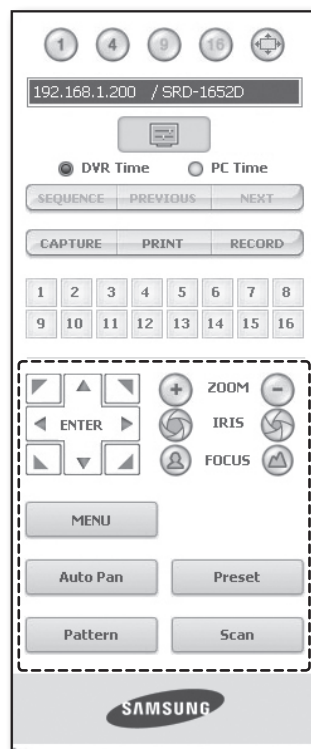 1 4 9 16
192.168.1.200 / SRD-1652D
DVR Time PC Time
SEQUENCE PREVIOUS NEXT
CAPTURE PRINT RECORD
1 2 3 4 5 6 7 8
9 10 11 12 13 14 15 16
ZOOM
ENTER IRIS
FOCUS
MENU
Auto Pan Preset
Pattern Scan
SAMSUNG